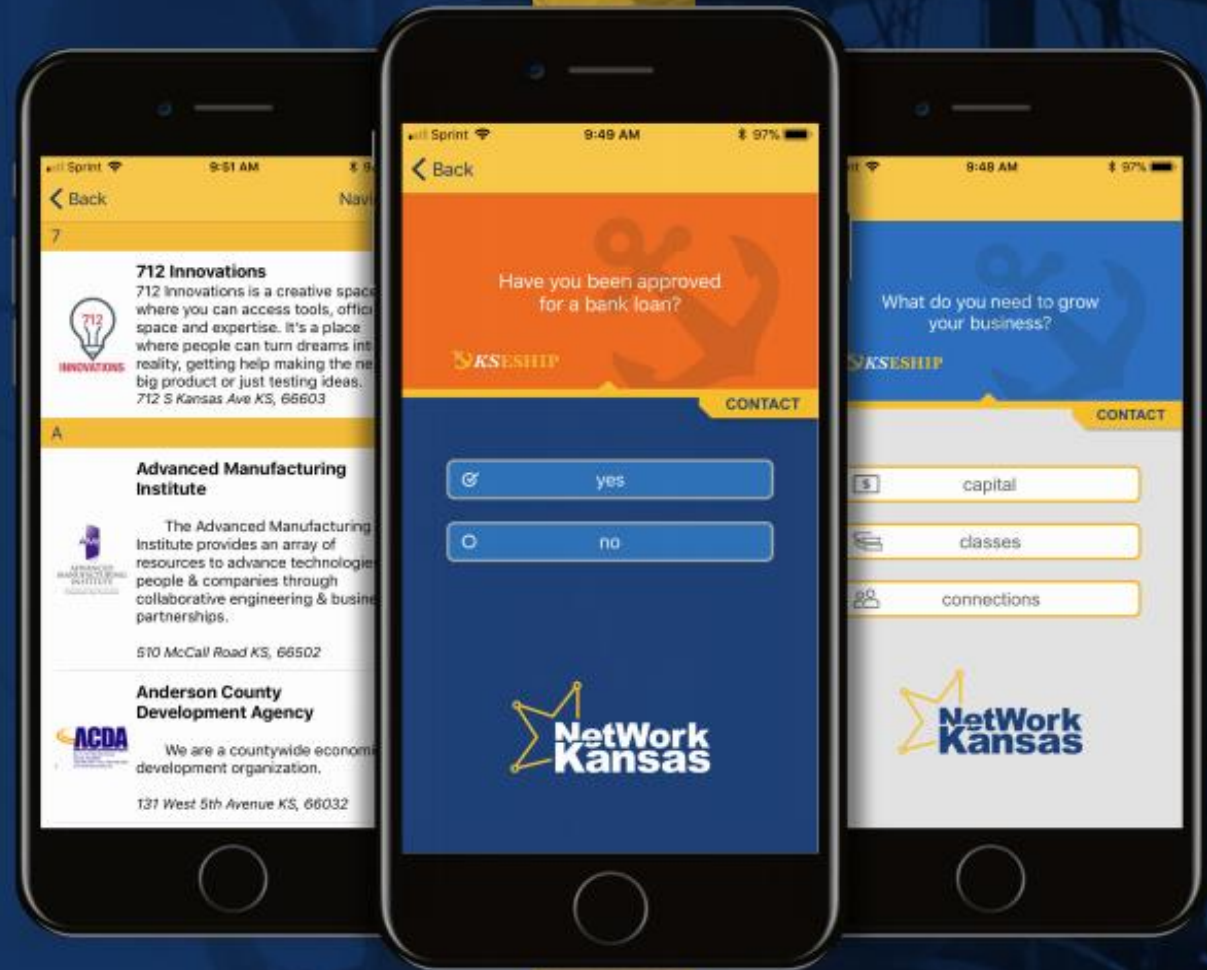 Sprint 9:51 AM
Back
7
712 Innovations
712 Innovations is a creative space
where you can access tools,
space and expertise. It's a place
where people can turn dreams
reality, getting help making the
big product or just testing ideas.
712 S Kansas Ave KS, 66603
712
INNOVATIONS
A
Advanced Manufacturing
Institute
The Advanced Manufacturing
Institute provides an array of
resources to advance
people & companies through
collaborative engineering &
partnerships.
510 McCall Road KS, 66502
ADVANCED
MANUFACTURING
INSTITUTE
Anderson County
Development Agency
We are a countywide
development organization.
131 West 5th Avenue KS, 66032
ACDA
Sprint 9:49 AM 97%
Back
Have you been approved
for a bank loan?
KSESHIP
CONTACT
yes
no
NetWork
Kansas
9:48 AM 97%
What do you need to grow
your business?
KSESHIP
CONTACT
capital
classes
connections
NetWork
Kansas